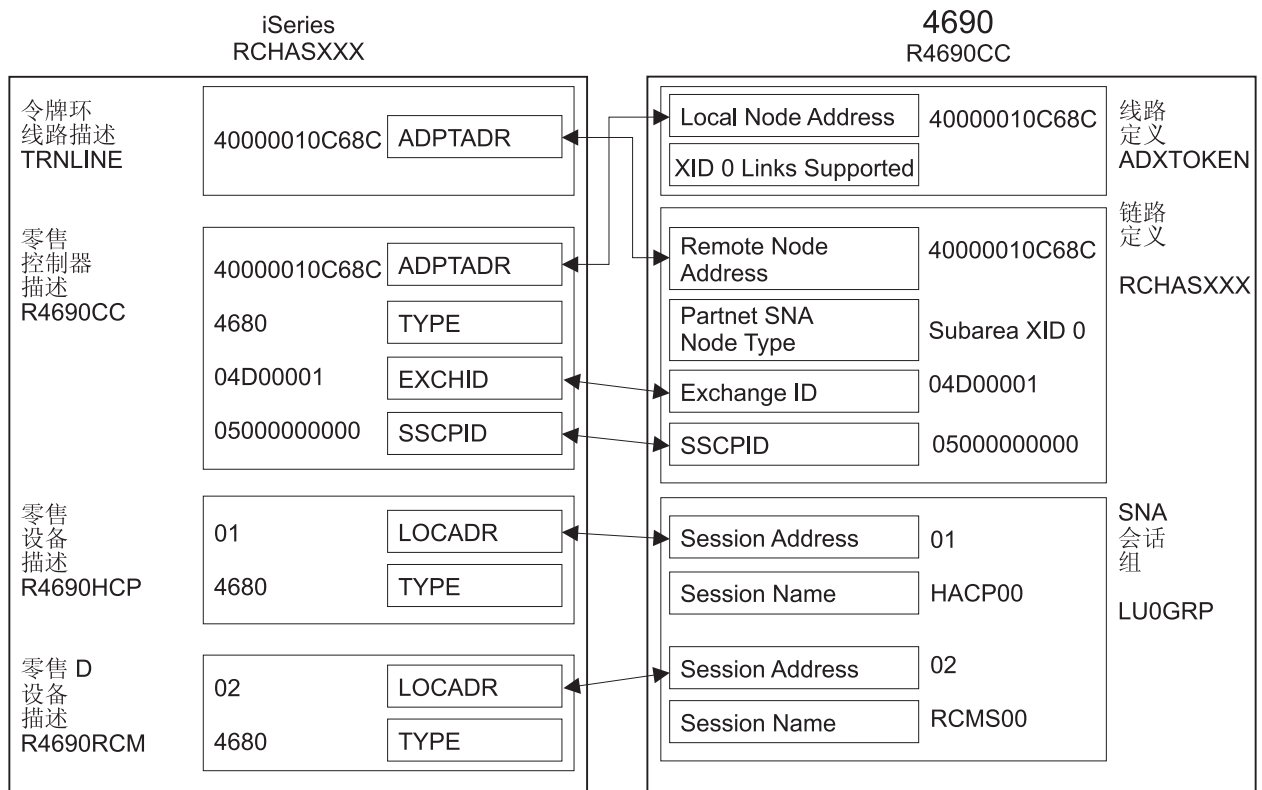 iSeries
RCHASXXX
令牌环
线路描述
TRNLINE
40000010C68C ADPTADR
零售
控制器
描述
R4690CC
40000010C68C ADPTADR
4680 TYPE
04D00001 EXCHID
05000000000 SSCPID
零售
设备
描述
R4690HCP
01 LOCADR
4680 TYPE
零售 D
设备
描述
R4690RCM
02 LOCADR
4680 TYPE
4690
R4690CC
Local Node Address 40000010C68C
XID 0 Links Supported
线路
定义
ADXTOKEN
Remote Node
Address
40000010C68C
Partnet SNA
Node Type
Subarea XID 0
Exchange ID 04D00001
SSCPID 05000000000
链路
定义
RCHASXXX
Session Address 01
Session Name HACP00
Session Address 02
Session Name RCMS00
SNA
会话
组
LU0GRP